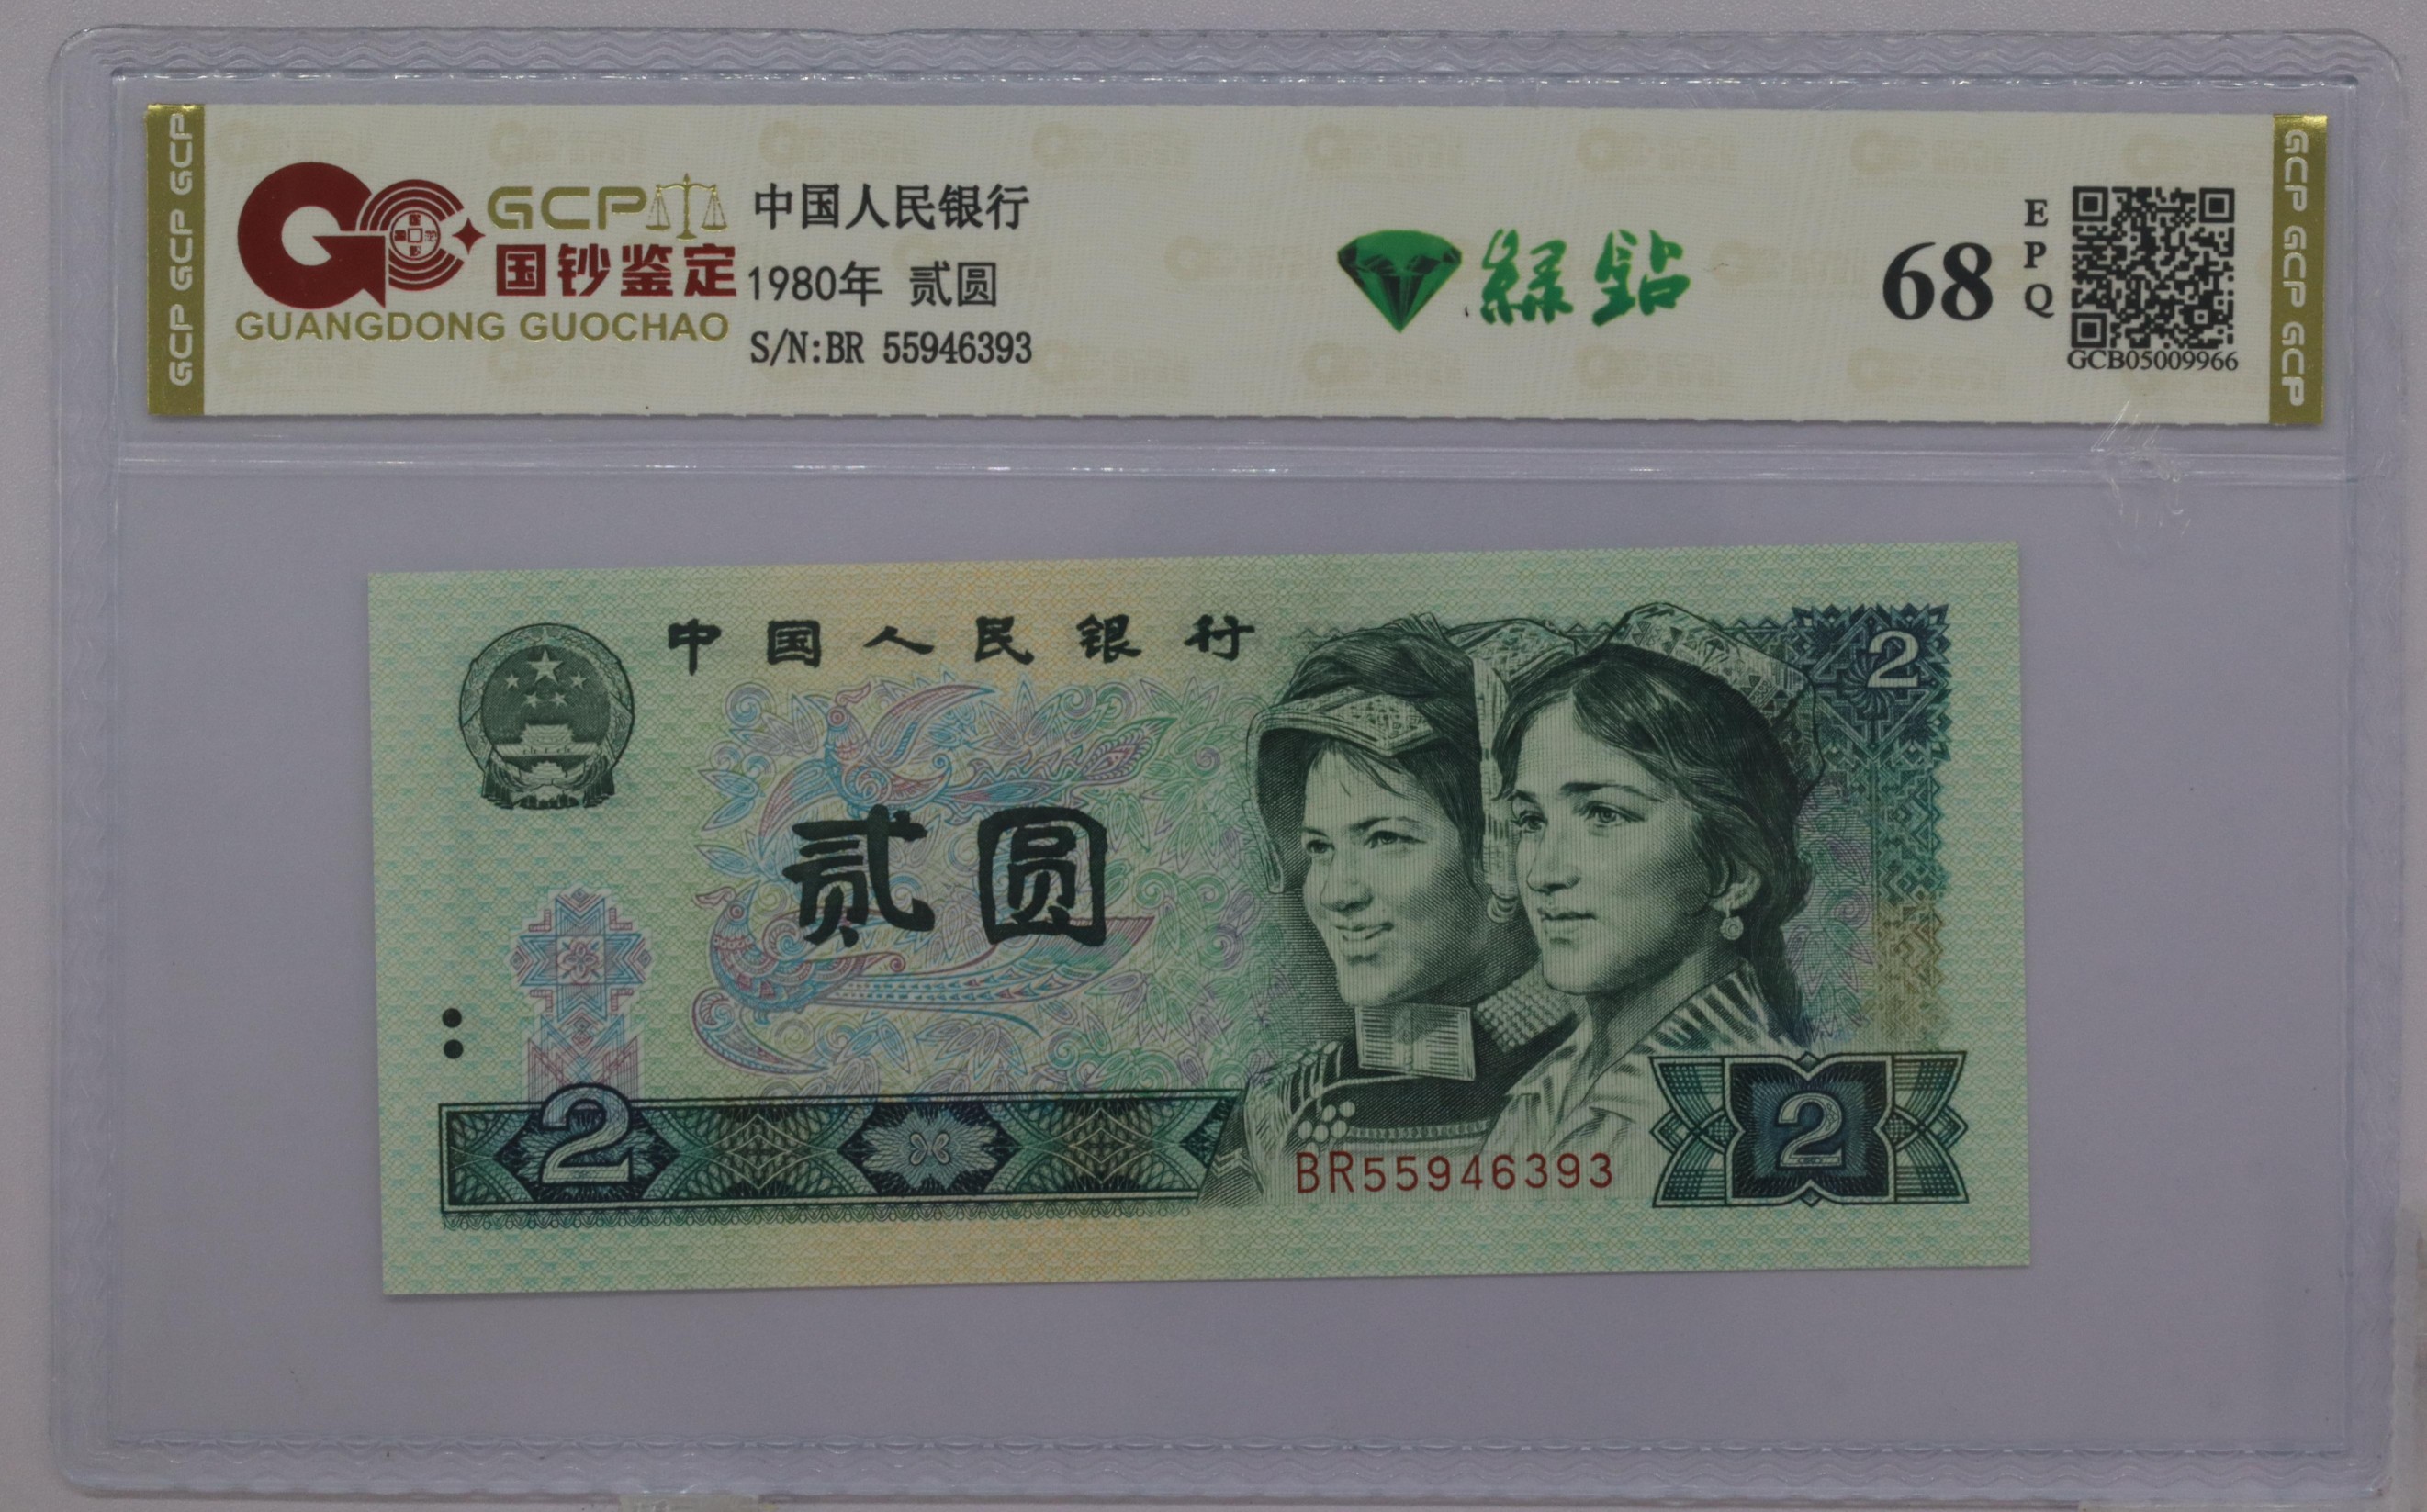 GCP GCP GCP
GCP
国钞鉴定
GUANGDONG GUOCHAO
中国人民银行
1980年 贰圆
S/N:BR 55946393
綠鉆
68
EPQ
GCB05009966
GCP GCP GCP
中国人民银行
2
贰圆
2
2
BR55946393